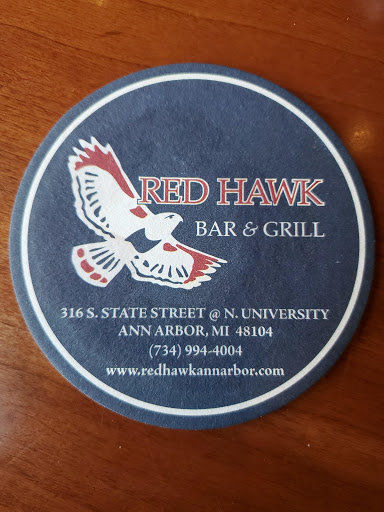 RED HAWK
BAR & GRILL
316 S. STATE STREET @ N. UNIVERSITY
ANN ARBOR, MI 48104
(734) 994-4004
www.redhawkannarbor.com